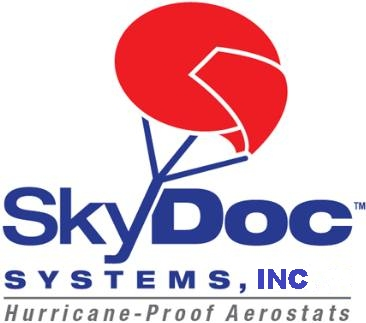 SkyDoc™
SYSTEMS, INC
Hurricane-Proof Aerostats